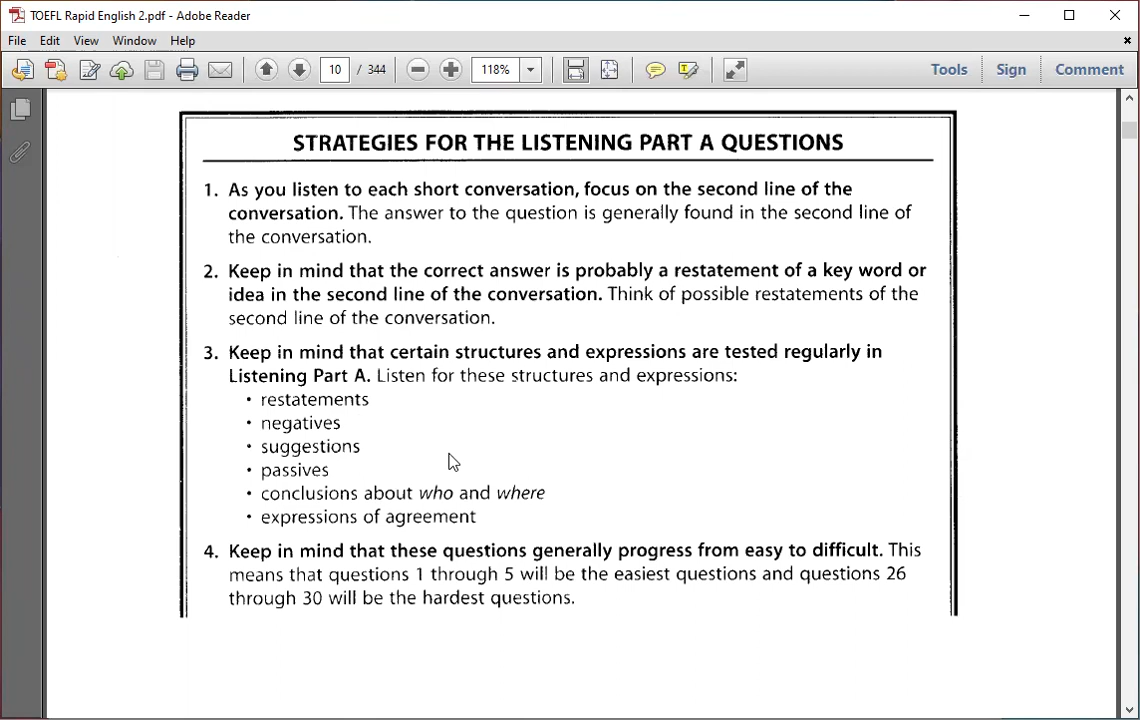 TOEFL Rapid English 2.pdf - Adobe Reader
File Edit View Window Help
10 / 344 118% Tools Sign Comment
STRATEGIES FOR THE LISTENING PART A QUESTIONS
1. As you listen to each short conversation, focus on the second line of the
conversation. The answer to the question is generally found in the second line of
the conversation.
2. Keep in mind that the correct answer is probably a restatement of a key word or
idea in the second line of the conversation. Think of possible restatements of the
second line of the conversation.
3. Keep in mind that certain structures and expressions are tested regularly in
Listening Part A. Listen for these structures and expressions:
• restatements
• negatives
• suggestions
• passives
• conclusions about who and where
• expressions of agreement
4. Keep in mind that these questions generally progress from easy to difficult. This
means that questions 1 through 5 will be the easiest questions and questions 26
through 30 will be the hardest questions.